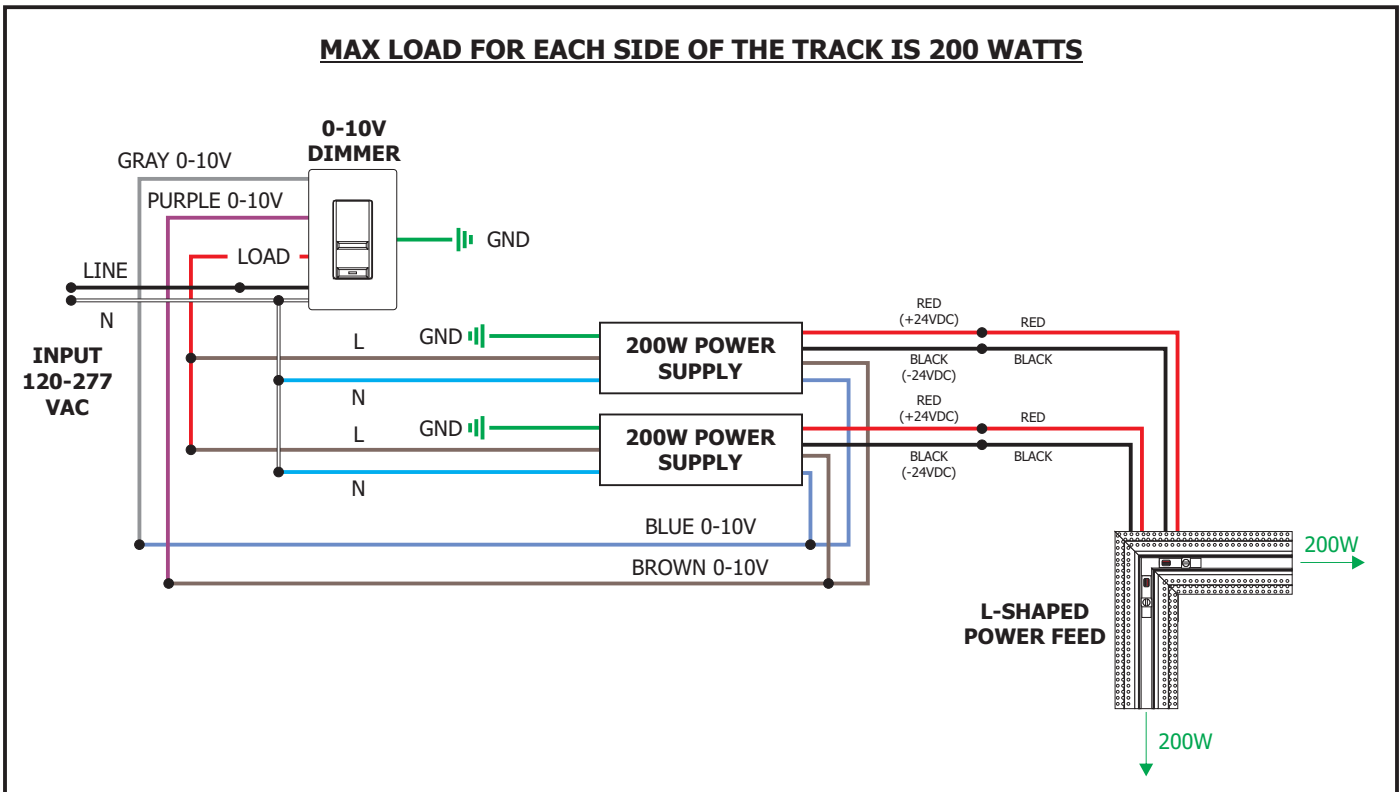 MAX LOAD FOR EACH SIDE OF THE TRACK IS 200 WATTS
0-10V
DIMMER
GRAY 0-10V
PURPLE 0-10V
LOAD
GND
LINE
N
INPUT
120-277
VAC
L
GND
N
200W POWER
SUPPLY
RED
(+24VDC)
RED
BLACK
(-24VDC)
BLACK
L
GND
N
200W POWER
SUPPLY
RED
(+24VDC)
RED
BLACK
(-24VDC)
BLACK
BLUE 0-10V
BROWN 0-10V
L-SHAPED
POWER FEED
200W
200W